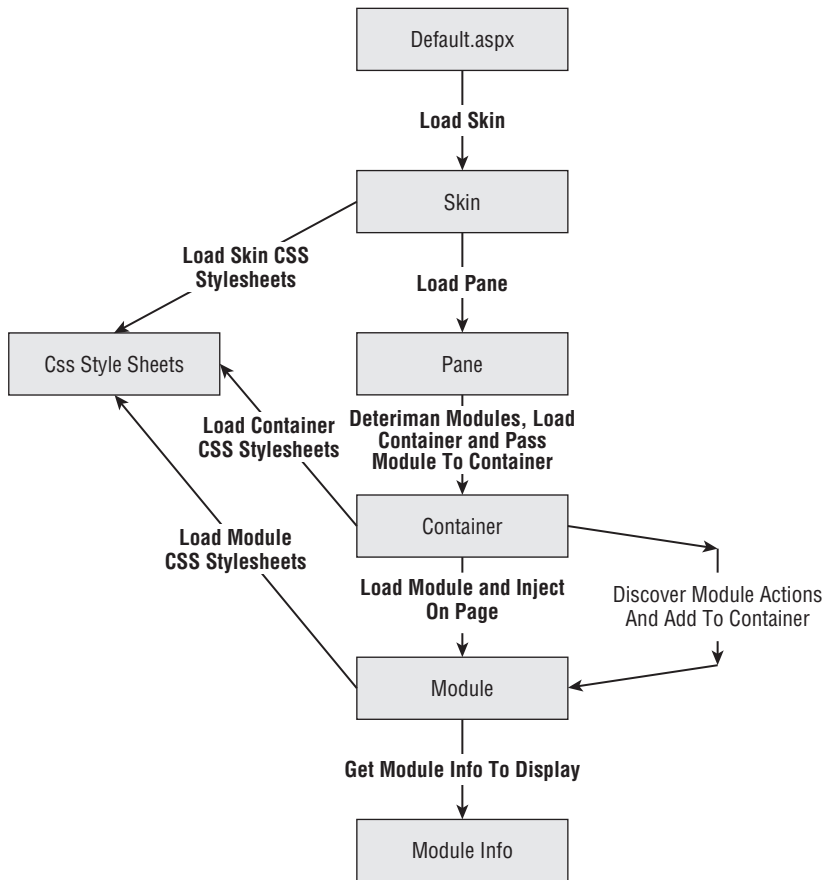 Default.aspx
Load Skin
Skin
Load Skin CSS
Stylesheets
Load Pane
Css Style Sheets
Pane
Load Container
CSS Stylesheets
Deteriman Modules, Load
Container and Pass
Module To Container
Container
Load Module
CSS Stylesheets
Load Module and Inject
On Page
Discover Module Actions
And Add To Container
Module
Get Module Info To Display
Module Info